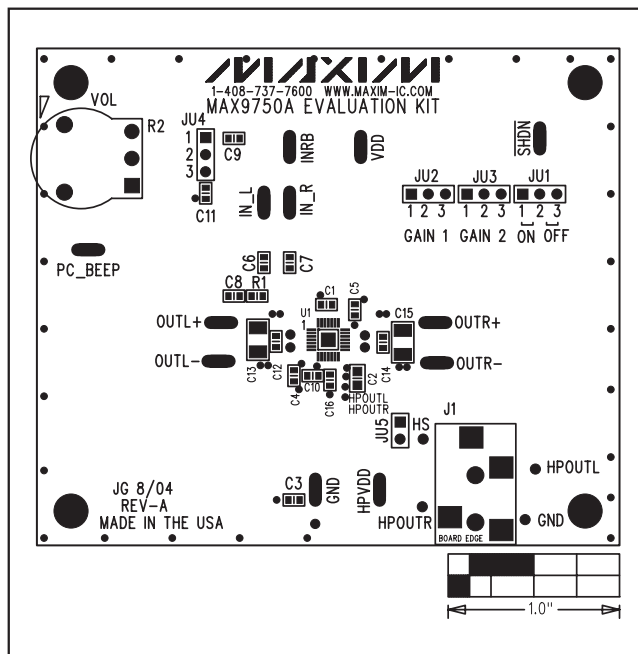 MAXIM
1-408-737-7600 WWW.MAXIM-IC.COM
MAX9750A EVALUATION KIT
VOL
R2
JU4
1
2
3
C9
C11
INRB
VDD
SHDN
IN_L
IN_R
JU2 JU3 JU1
1 2 3 1 2 3 1 2 3
GAIN 1 GAIN 2 ON OFF
PC_BEEP
C6
C7
C8 R1
C1
C5
U1
1
C15
OUTL+
OUTR+
OUTL-
OUTR-
C13
C12
C4
C10
C16
C2
C14
HPOUTL
HPOUTR
JU5
HS
J1
HPOUTL
C3
GND
HPVDD
HPOUTR
GND
BOARD EDGE
JG 8/04
REV-A
MADE IN THE USA
1.0"